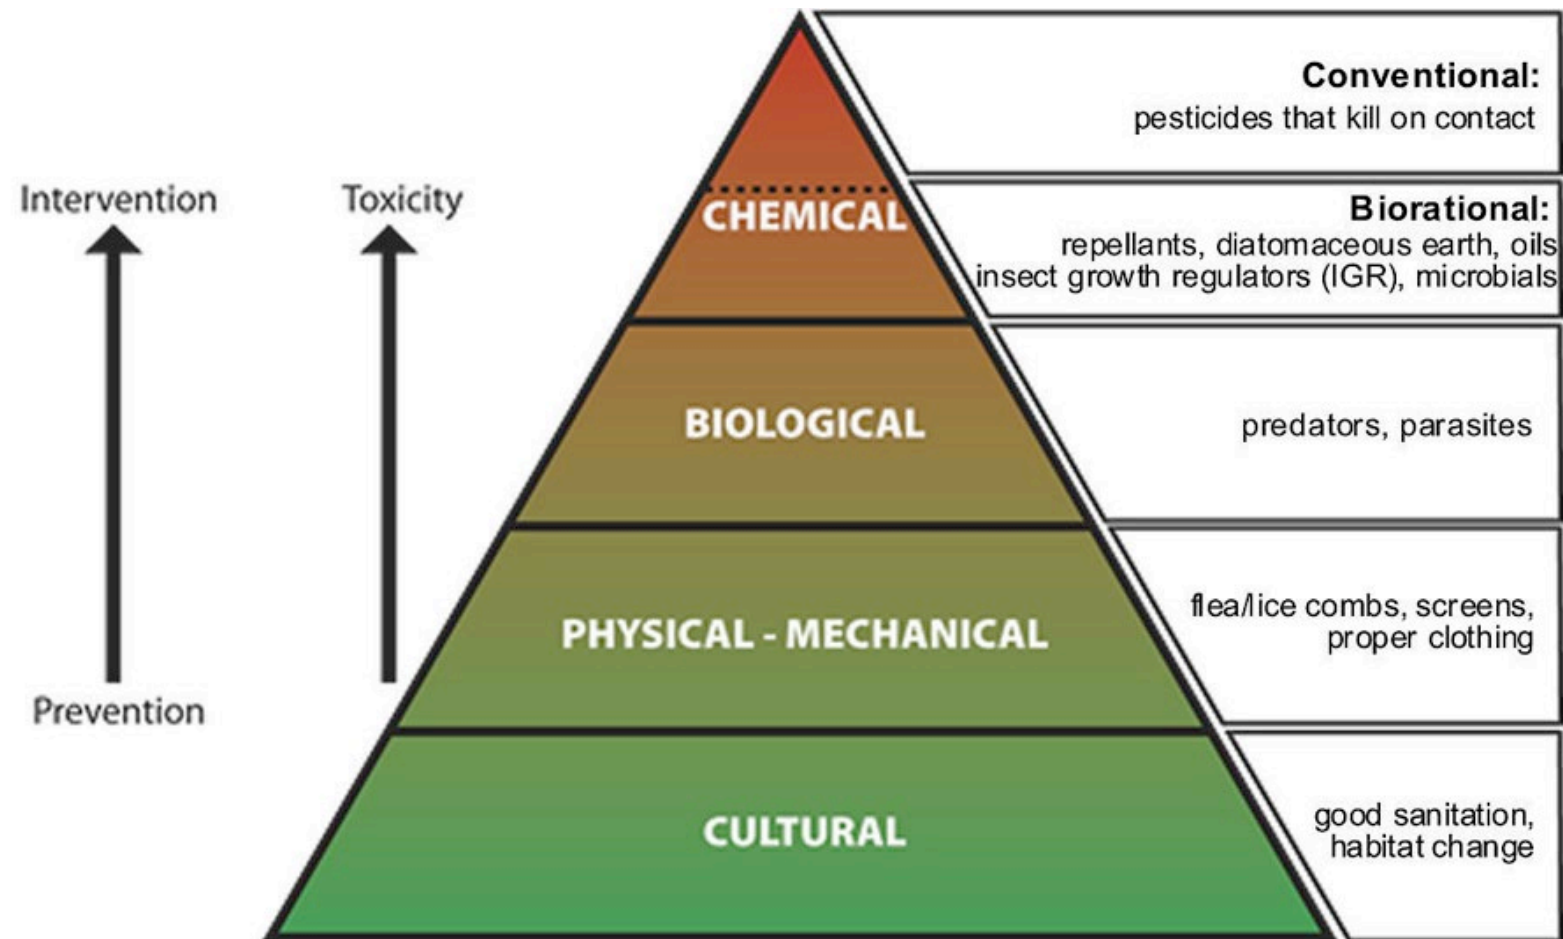 Conventional:
pesticides that kill on contact
Intervention
Toxicity
CHEMICAL
Biorational:
repellants, diatomaceous earth, oils
insect growth regulators (IGR), microbials
BIOLOGICAL
predators, parasites
PHYSICAL - MECHANICAL
flea/lice combs, screens,
proper clothing
Prevention
CULTURAL
good sanitation,
habitat change